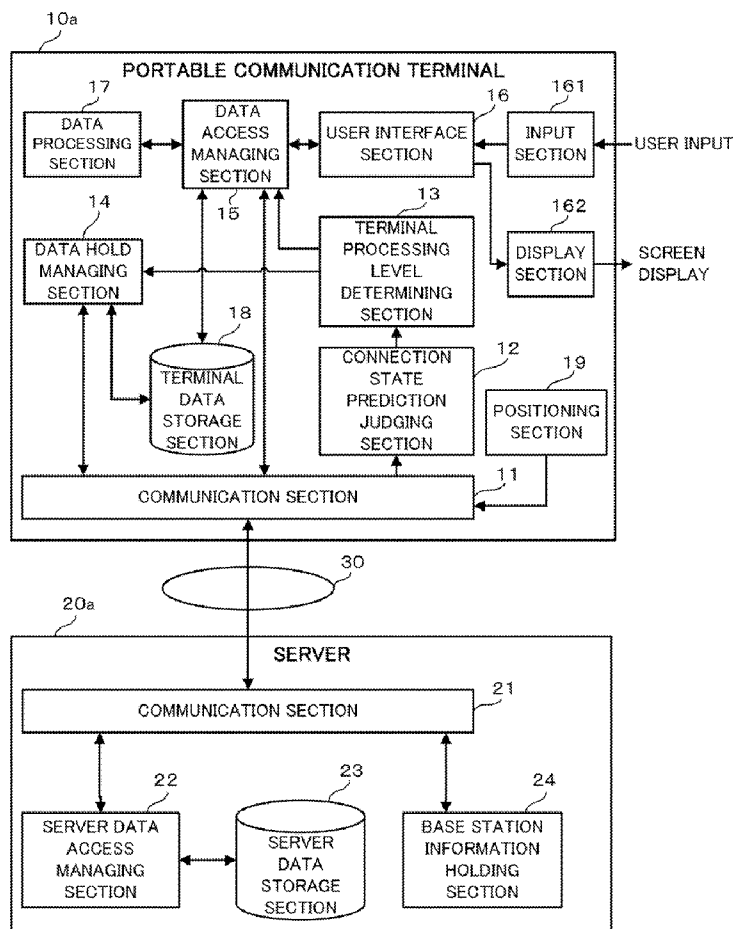 10a
PORTABLE COMMUNICATION TERMINAL
17
DATA
PROCESSING
SECTION
DATA
ACCESS
MANAGING
SECTION
15
16
USER INTERFACE
SECTION
161
INPUT
SECTION
USER INPUT
14
DATA HOLD
MANAGING
SECTION
13
TERMINAL
PROCESSING
LEVEL
DETERMINING
SECTION
162
DISPLAY
SECTION
SCREEN
DISPLAY
18
TERMINAL
DATA
STORAGE
SECTION
12
CONNECTION
STATE
PREDICTION
JUDGING
SECTION
19
POSITIONING
SECTION
11
COMMUNICATION SECTION
30
20a
SERVER
21
COMMUNICATION SECTION
22
SERVER DATA
ACCESS
MANAGING
SECTION
23
SERVER
DATA
STORAGE
SECTION
24
BASE STATION
INFORMATION
HOLDING
SECTION